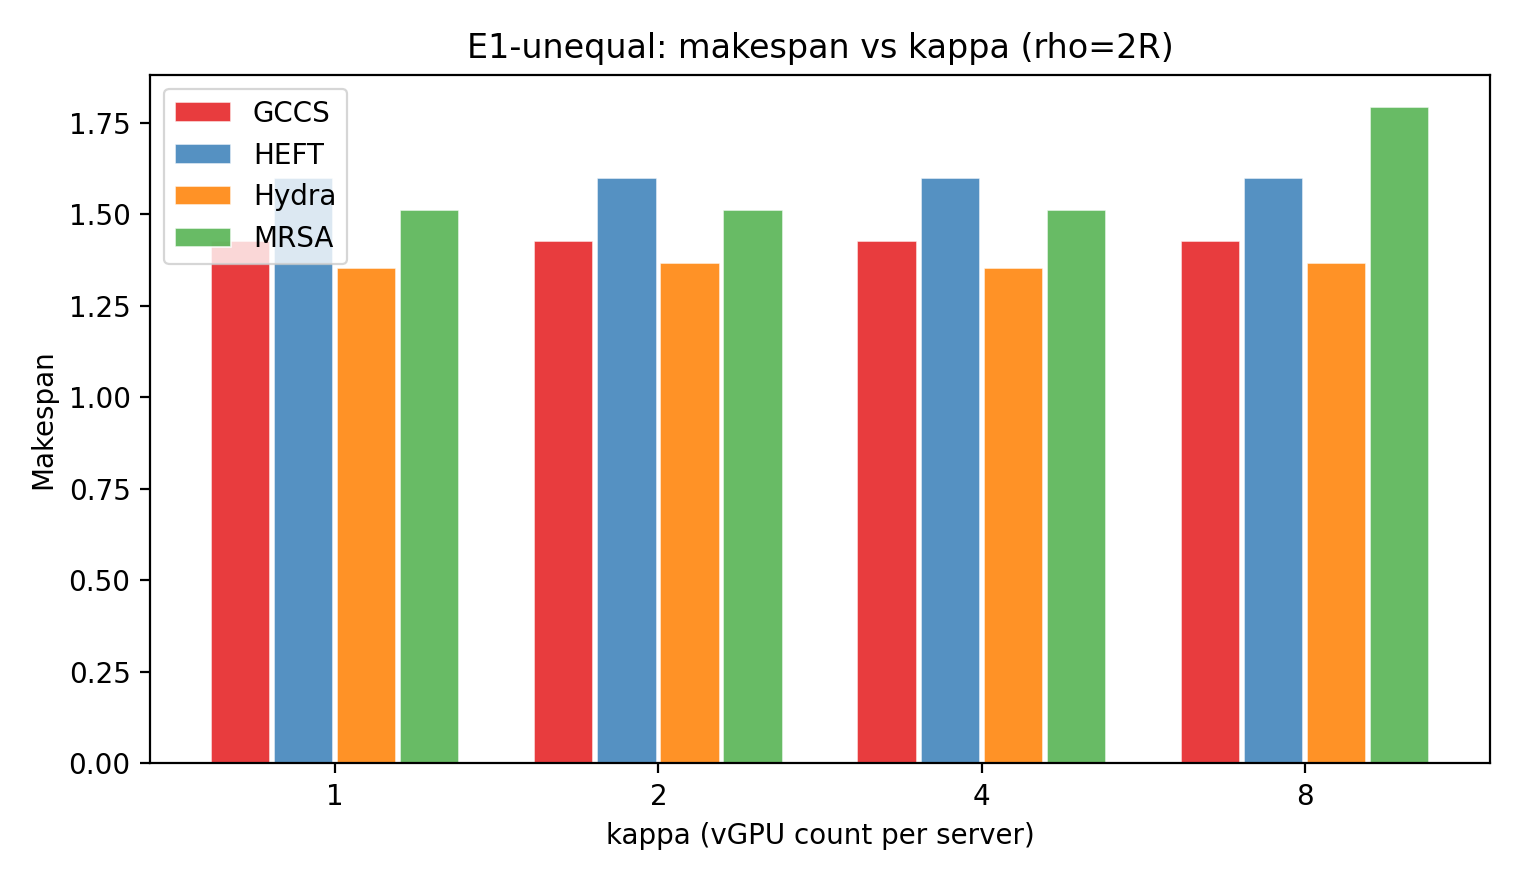 E1-unequal: makespan vs kappa (rho=2R)
GCCS
HEFT
Hydra
MRSA
1.75
1.50
1.25
1.00
0.75
0.50
0.25
0.00
Makespan
1 2 4 8
kappa (vGPU count per server)